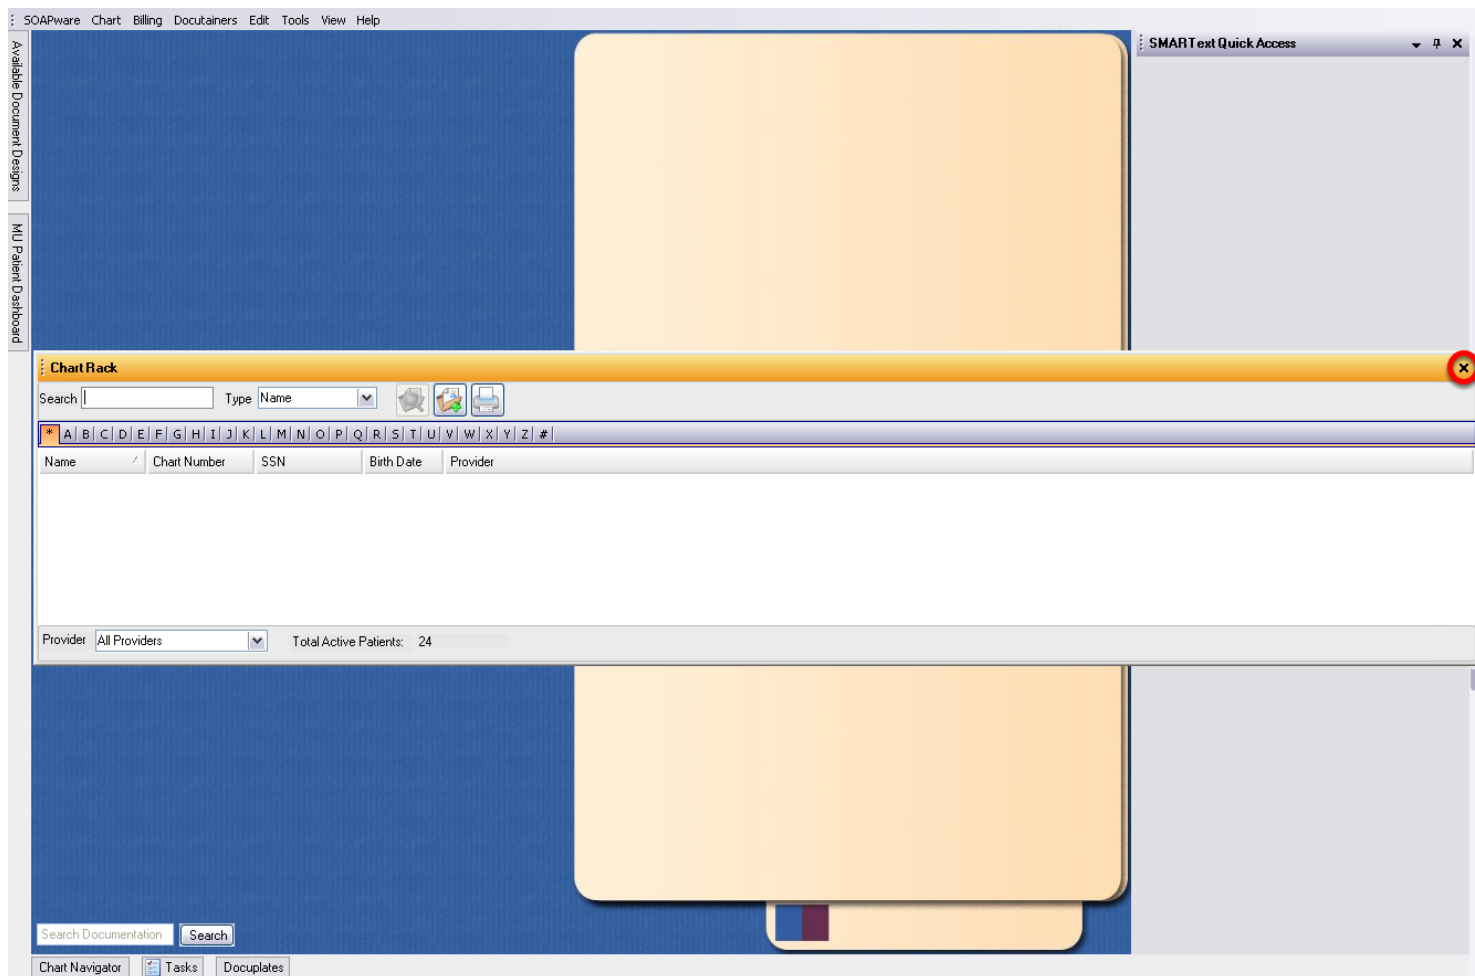 SOAPware Chart Billing Docutainers Edit Tools View Help
Available Document Designs
MU Patient Dashboard
SMARText Quick Access
Chart Rack
Search Type Name
* A B C D E F G H I J K L M N O P Q R S T U V W X Y Z #
Name Chart Number SSN Birth Date Provider
Provider All Providers Total Active Patients: 24
Search Documentation Search
Chart Navigator Tasks Docuplates